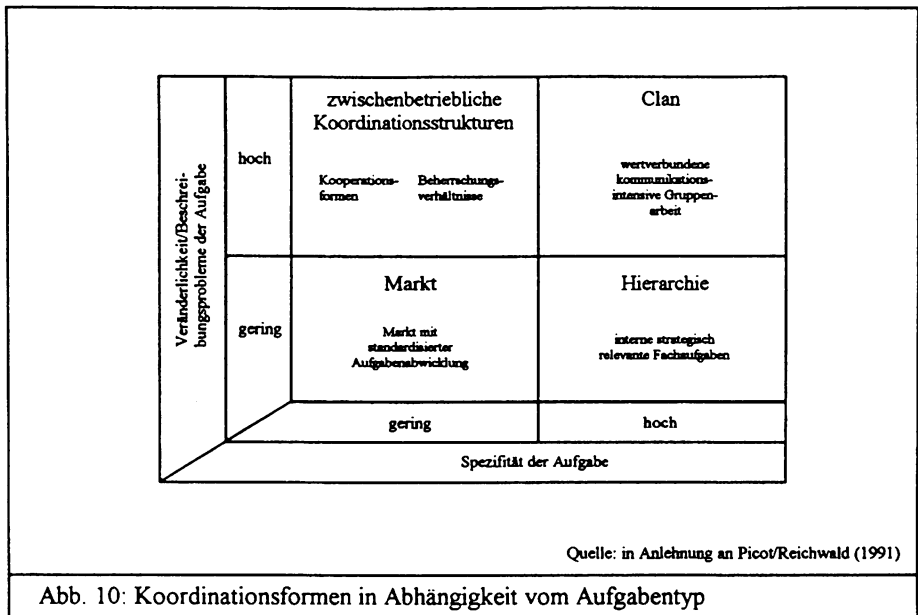 Veränderlichkeit/Beschrei-
bungsprobleme der Aufgabe
hoch
zwischenbetriebliche
Koordinationsstrukturen
Kooperations-
formen
Beherrschungs-
verhältnisse
Clan
wertverbundene
kommunikations-
intensive Gruppen-
arbeit
gering
Markt
Markt mit
standardisierter
Aufgabenabwicklung
Hierarchie
interne strategisch
relevante Fachaufgaben
gering
hoch
Spezifität der Aufgabe
Quelle: in Anlehnung an Picot/Reichwald (1991)
Abb. 10: Koordinationsformen in Abhängigkeit vom Aufgabentyp